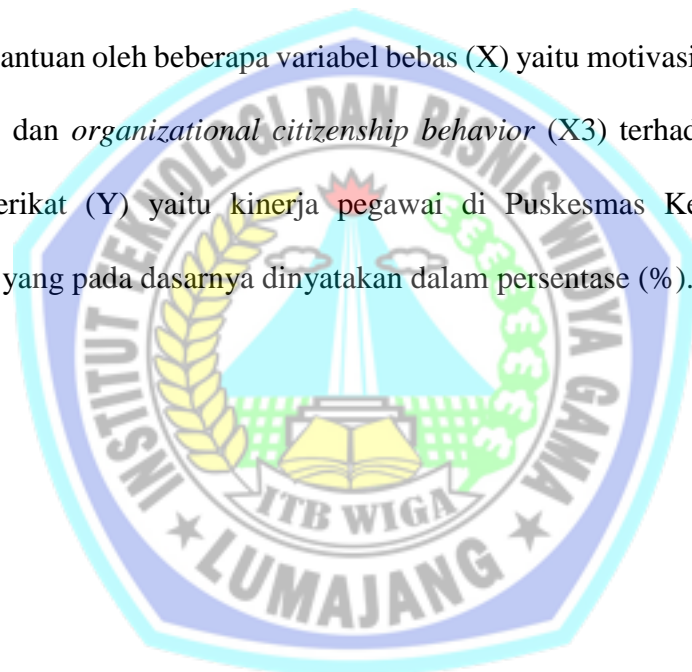 antuan oleh beberapa variabel bebas (X) yaitu motivasi
dan organizational citizenship behavior (X3) terhad
erikat (Y) yaitu kinerja pegawai di Puskesmas Ke
yang pada dasarnya dinyatakan dalam persentase (%).
INSTITUT TEKNOLOGI DAN BISNIS WIDYA GAMA
ITB WIGA
LUMAJANG